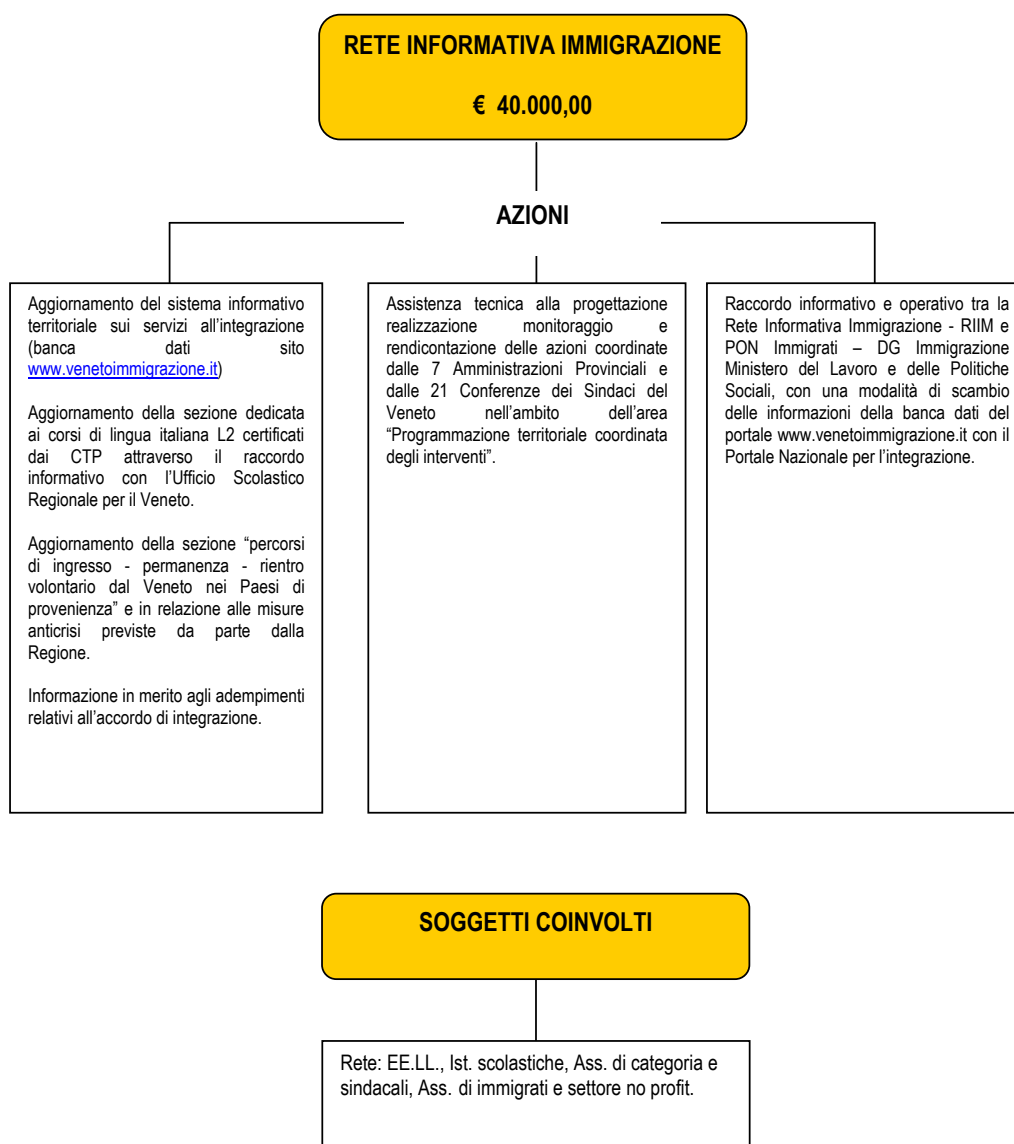 RETE INFORMATIVA IMMIGRAZIONE
€ 40.000,00
AZIONI
Aggiornamento del sistema informativo
territoriale sui servizi all’integrazione
(banca dati sito
www.venetoimmigrazione.it)
Aggiornamento della sezione dedicata
ai corsi di lingua italiana L2 certificati
dai CTP attraverso il raccordo
informativo con l’Ufficio Scolastico
Regionale per il Veneto.
Aggiornamento della sezione “percorsi
di ingresso - permanenza - rientro
volontario dal Veneto nei Paesi di
provenienza” e in relazione alle misure
anticrisi previste da parte dalla
Regione.
Informazione in merito agli adempimenti
relativi all’accordo di integrazione.
Assistenza tecnica alla progettazione
realizzazione monitoraggio e
rendicontazione delle azioni coordinate
dalle 7 Amministrazioni Provinciali e
dalle 21 Conferenze dei Sindaci del
Veneto nell’ambito dell’area
“Programmazione territoriale coordinata
degli interventi”.
Raccordo informativo e operativo tra la
Rete Informativa Immigrazione - RIIM e
PON Immigrati – DG Immigrazione
Ministero del Lavoro e delle Politiche
Sociali, con una modalità di scambio
delle informazioni della banca dati del
portale www.venetoimmigrazione.it con il
Portale Nazionale per l’integrazione.
SOGGETTI COINVOLTI
Rete: EE.LL., Ist. scolastiche, Ass. di categoria e
sindacali, Ass. di immigrati e settore no profit.